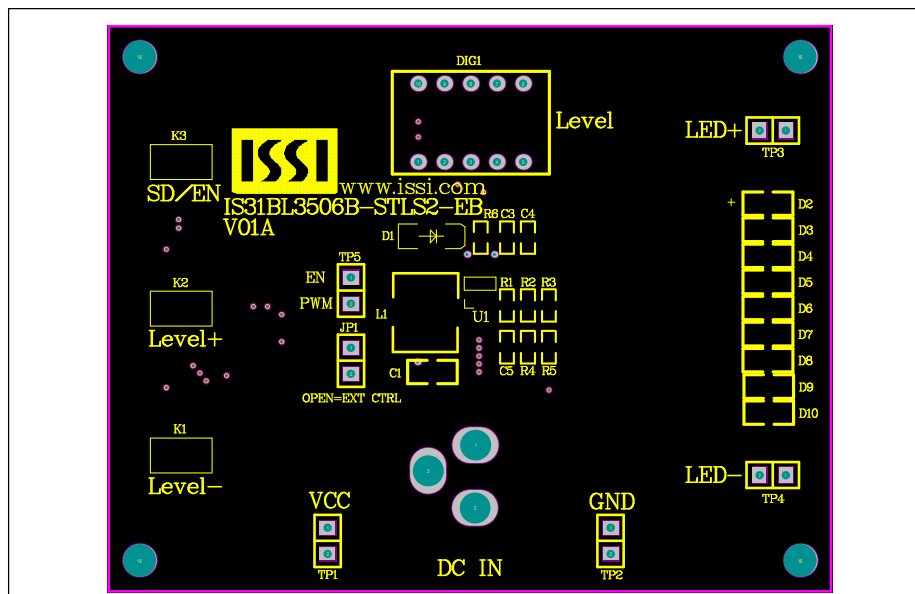 DIG1
Level
LED+
TP3
K3
SD/EN
ISSI
www.issi.com
IS31BL3506B-STLS2-EB
V01A
D1
R6 C3 C4
+
D2
D3
D4
D5
D6
D7
D8
D9
D10
TP5
EN
PWM
K2
Level+
L1
U1
R1 R2 R3
JP1
C1
C5 R4 R5
OPEN=EXT CTRL
K1
Level-
LED-
TP4
VCC
TP1
DC IN
GND
TP2